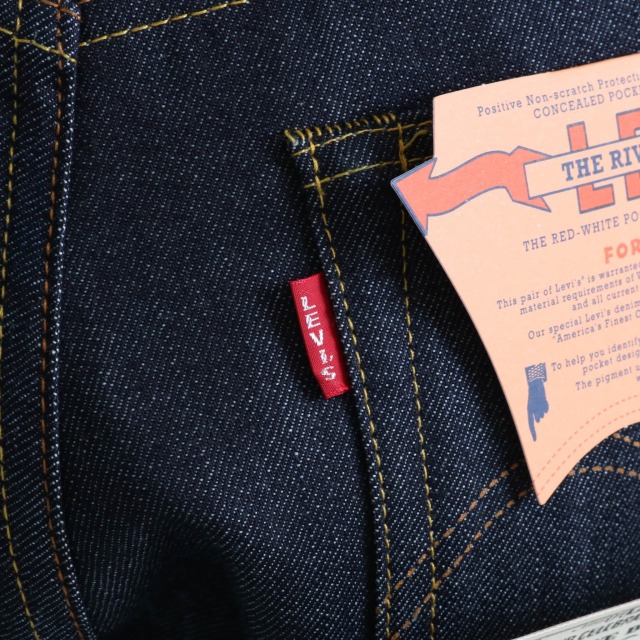 Positive Non-scratch Protecti
CONCEALED POCK
THE RIV
THE RED-WHITE PO
FOR
This pair of Levi's is warrante
material requirements of
and all curren
Our special Levi's deni
"America's Finest C
To help you identify
pocket desig
The pigment u
LEVI'S